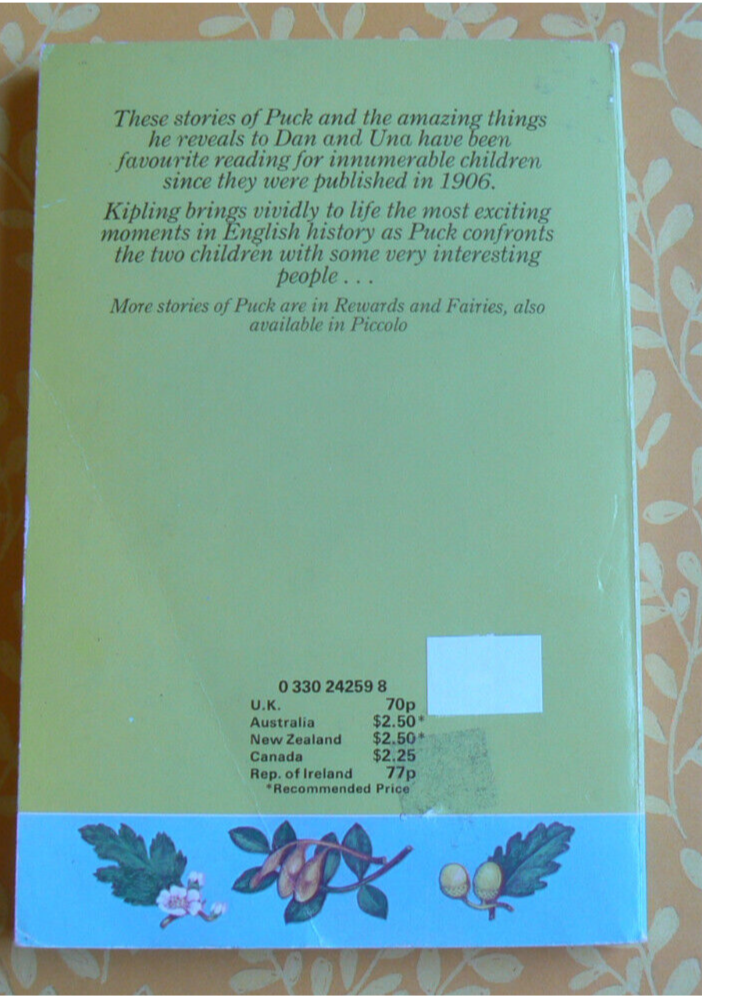 These stories of Puck and the amazing things
he reveals to Dan and Una have been
favourite reading for innumerable children
since they were published in 1906.
Kipling brings vividly to life the most exciting
moments in English history as Puck confronts
the two children with some very interesting
people . . .
More stories of Puck are in Rewards and Fairies, also
available in Piccolo
0 330 24259 8
U.K. 70p
Australia $2.50*
New Zealand $2.50*
Canada $2.25
Rep. of Ireland 77p
*Recommended Price